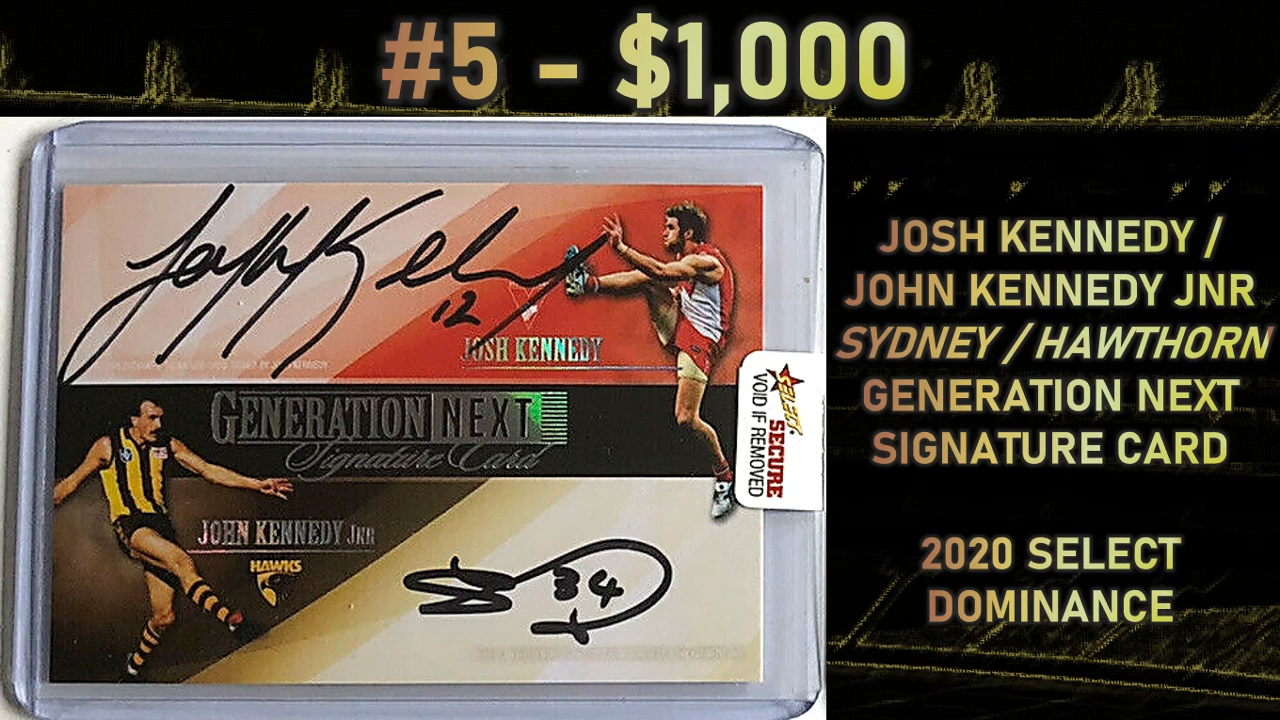 #5 - $1,000
JOSH KENNEDY /
JOHN KENNEDY JNR
SYDNEY / HAWTHORN
GENERATION NEXT
SIGNATURE CARD
2020 SELECT
DOMINANCE
12
JOSH KENNEDY
GENERATION NEXT
Signature Card
SELECT
SECURE
VOID IF REMOVED
JOHN KENNEDY JNR
HAWKS
4